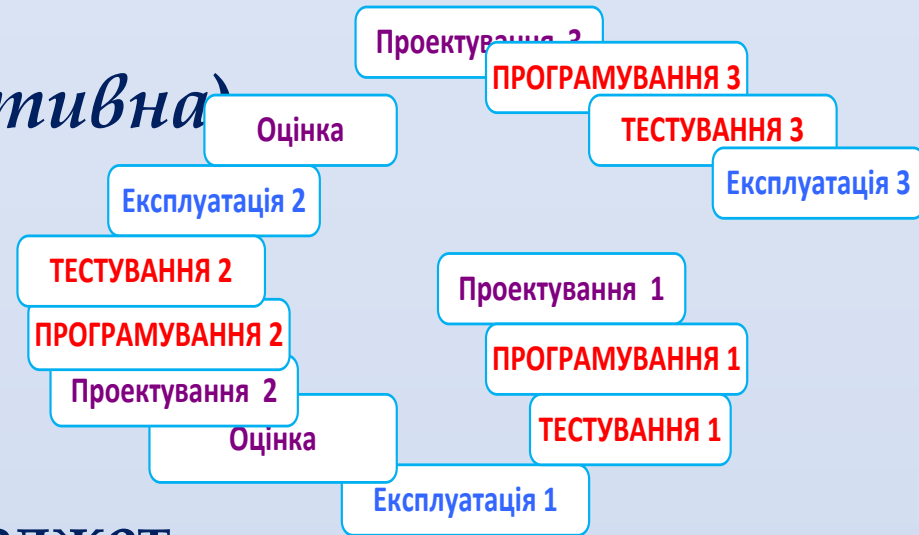 Проектування 3
ПРОГРАМУВАННЯ 3
тивна)
Оцінка
ТЕСТУВАННЯ 3
Експлуатація 2
Експлуатація 3
ТЕСТУВАННЯ 2
Проектування 1
ПРОГРАМУВАННЯ 2
ПРОГРАМУВАННЯ 1
Проектування 2
Оцінка
ТЕСТУВАННЯ 1
Експлуатація 1